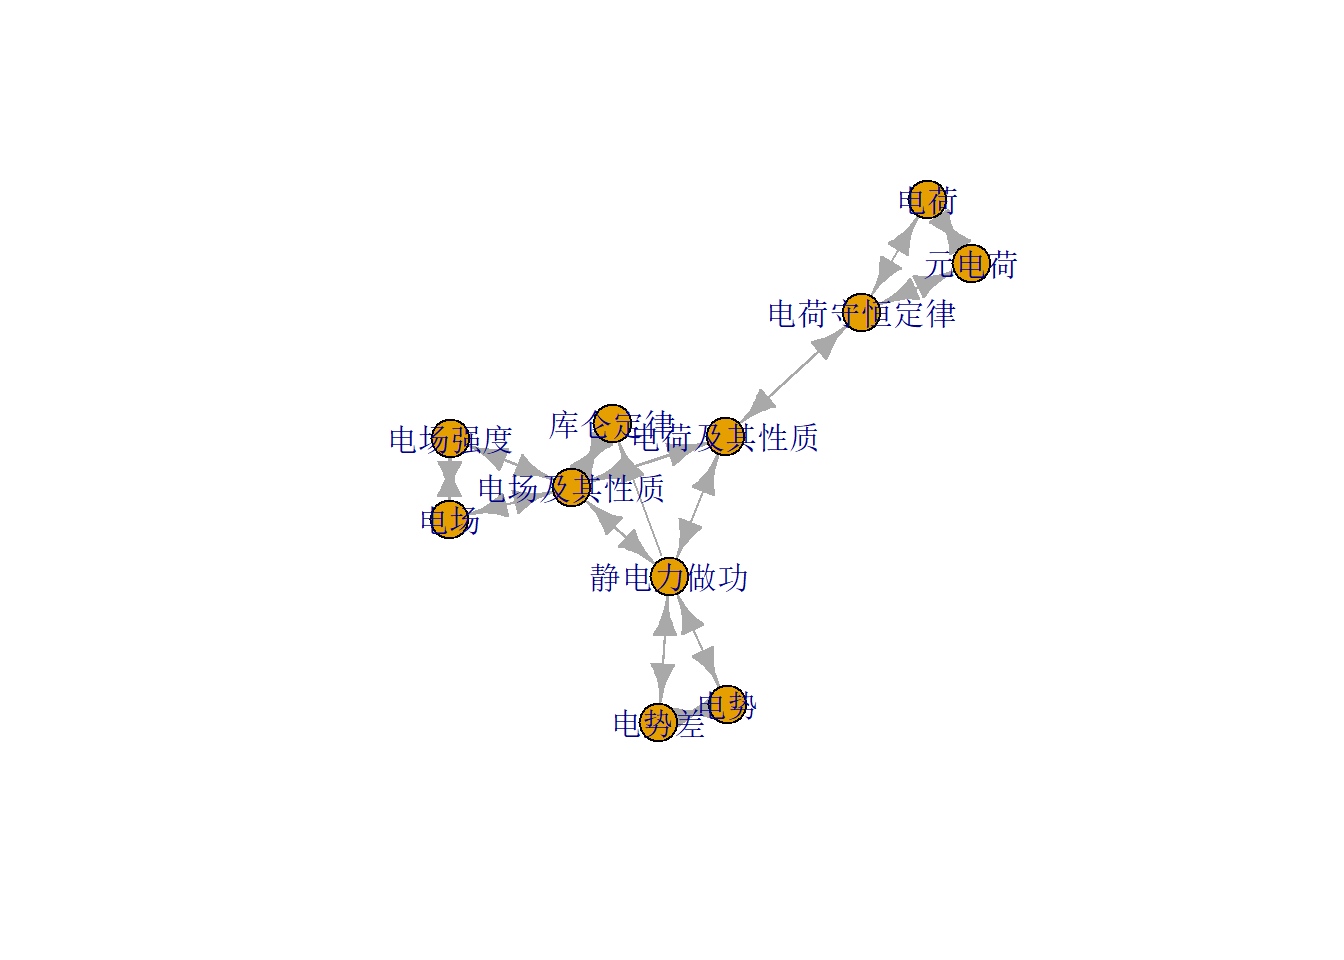 电荷
元电荷
电荷守恒定律
库仑定律
电荷及其性质
电场强度
电场及其性质
电场
静电力做功
电势
电势差